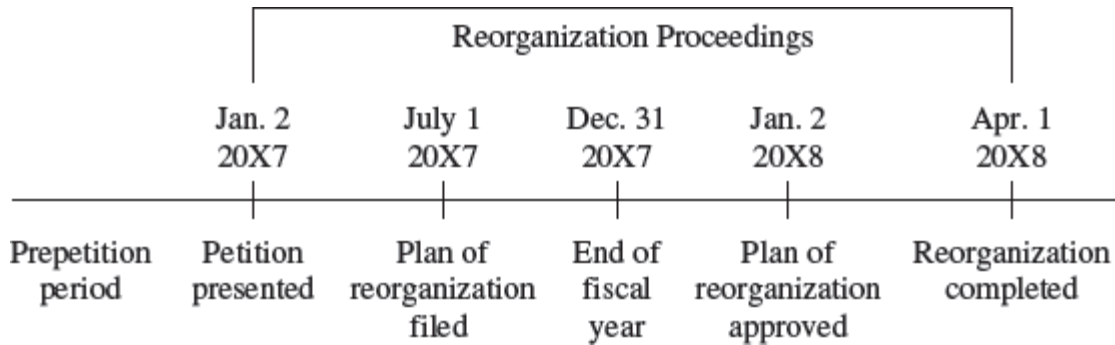 Reorganization Proceedings
Jan. 2 July 1 Dec. 31 Jan. 2 Apr. 1
20X7 20X7 20X7 20X8 20X8
Prepetition Petition Plan of End of Plan of Reorganization
period presented reorganization fiscal reorganization completed
filed year approved